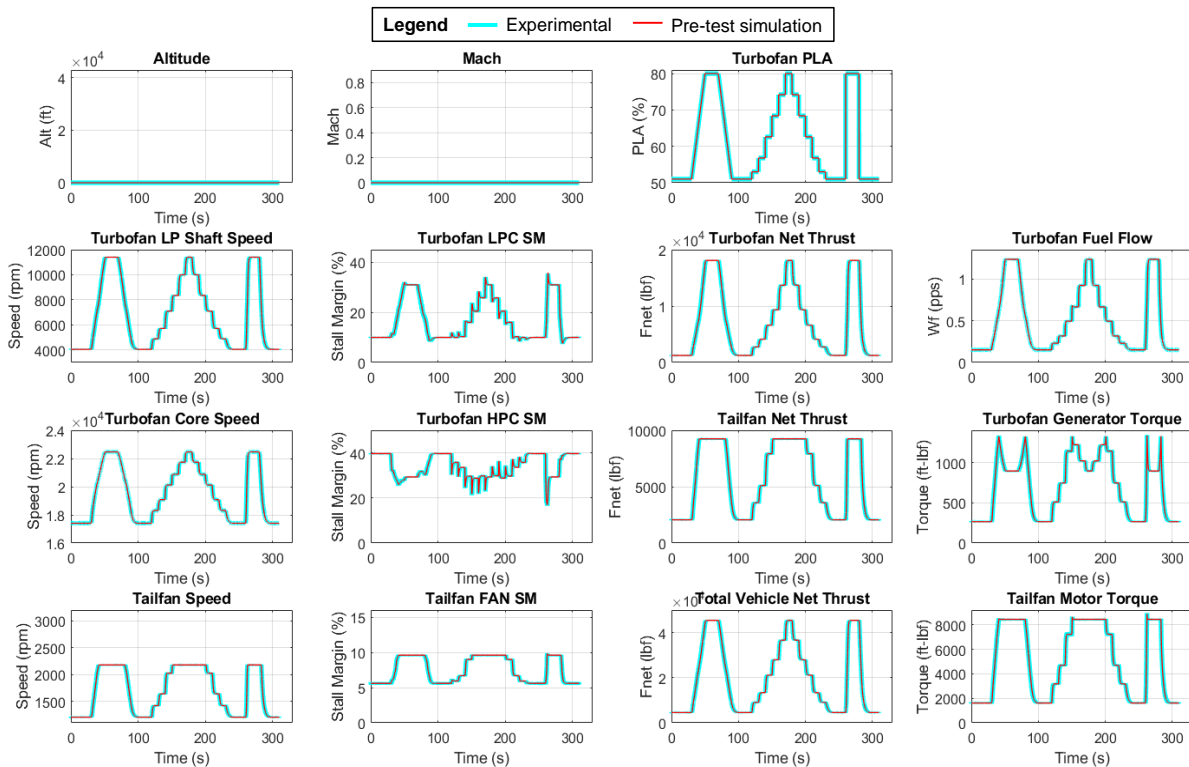 Legend Experimental Pre-test simulation
×10⁴ Altitude
Alt (ft)
4
2
0
0 100 200 300
Time (s)
Mach
Mach
0.8
0.6
0.4
0.2
0
0 100 200 300
Time (s)
Turbofan PLA
PLA (%)
80
70
60
50
0 100 200 300
Time (s)
Turbofan LP Shaft Speed
Speed (rpm)
12000
10000
8000
6000
4000
0 100 200 300
Time (s)
Turbofan LPC SM
Stall Margin (%)
40
20
0
0 100 200 300
Time (s)
×10⁴ Turbofan Net Thrust
Fnet (lbf)
2
1
0
0 100 200 300
Time (s)
Turbofan Fuel Flow
Wf (pps)
1
0.5
0
0 100 200 300
Time (s)
×10⁴ Turbofan Core Speed
Speed (rpm)
2.4
2.2
2
1.8
1.6
0 100 200 300
Time (s)
Turbofan HPC SM
Stall Margin (%)
40
20
0
0 100 200 300
Time (s)
Tailfan Net Thrust
Fnet (lbf)
10000
5000
0
0 100 200 300
Time (s)
Turbofan Generator Torque
Torque (ft-lbf)
1000
500
0
0 100 200 300
Time (s)
Tailfan Speed
Speed (rpm)
3000
2500
2000
1500
0 100 200 300
Time (s)
Tailfan FAN SM
Stall Margin (%)
15
10
5
0
0 100 200 300
Time (s)
Total Vehicle Net Thrust
Fnet (lbf)
4
2
0
0 100 200 300
Time (s)
Tailfan Motor Torque
Torque (ft-lbf)
8000
6000
4000
2000
0
0 100 200 300
Time (s)